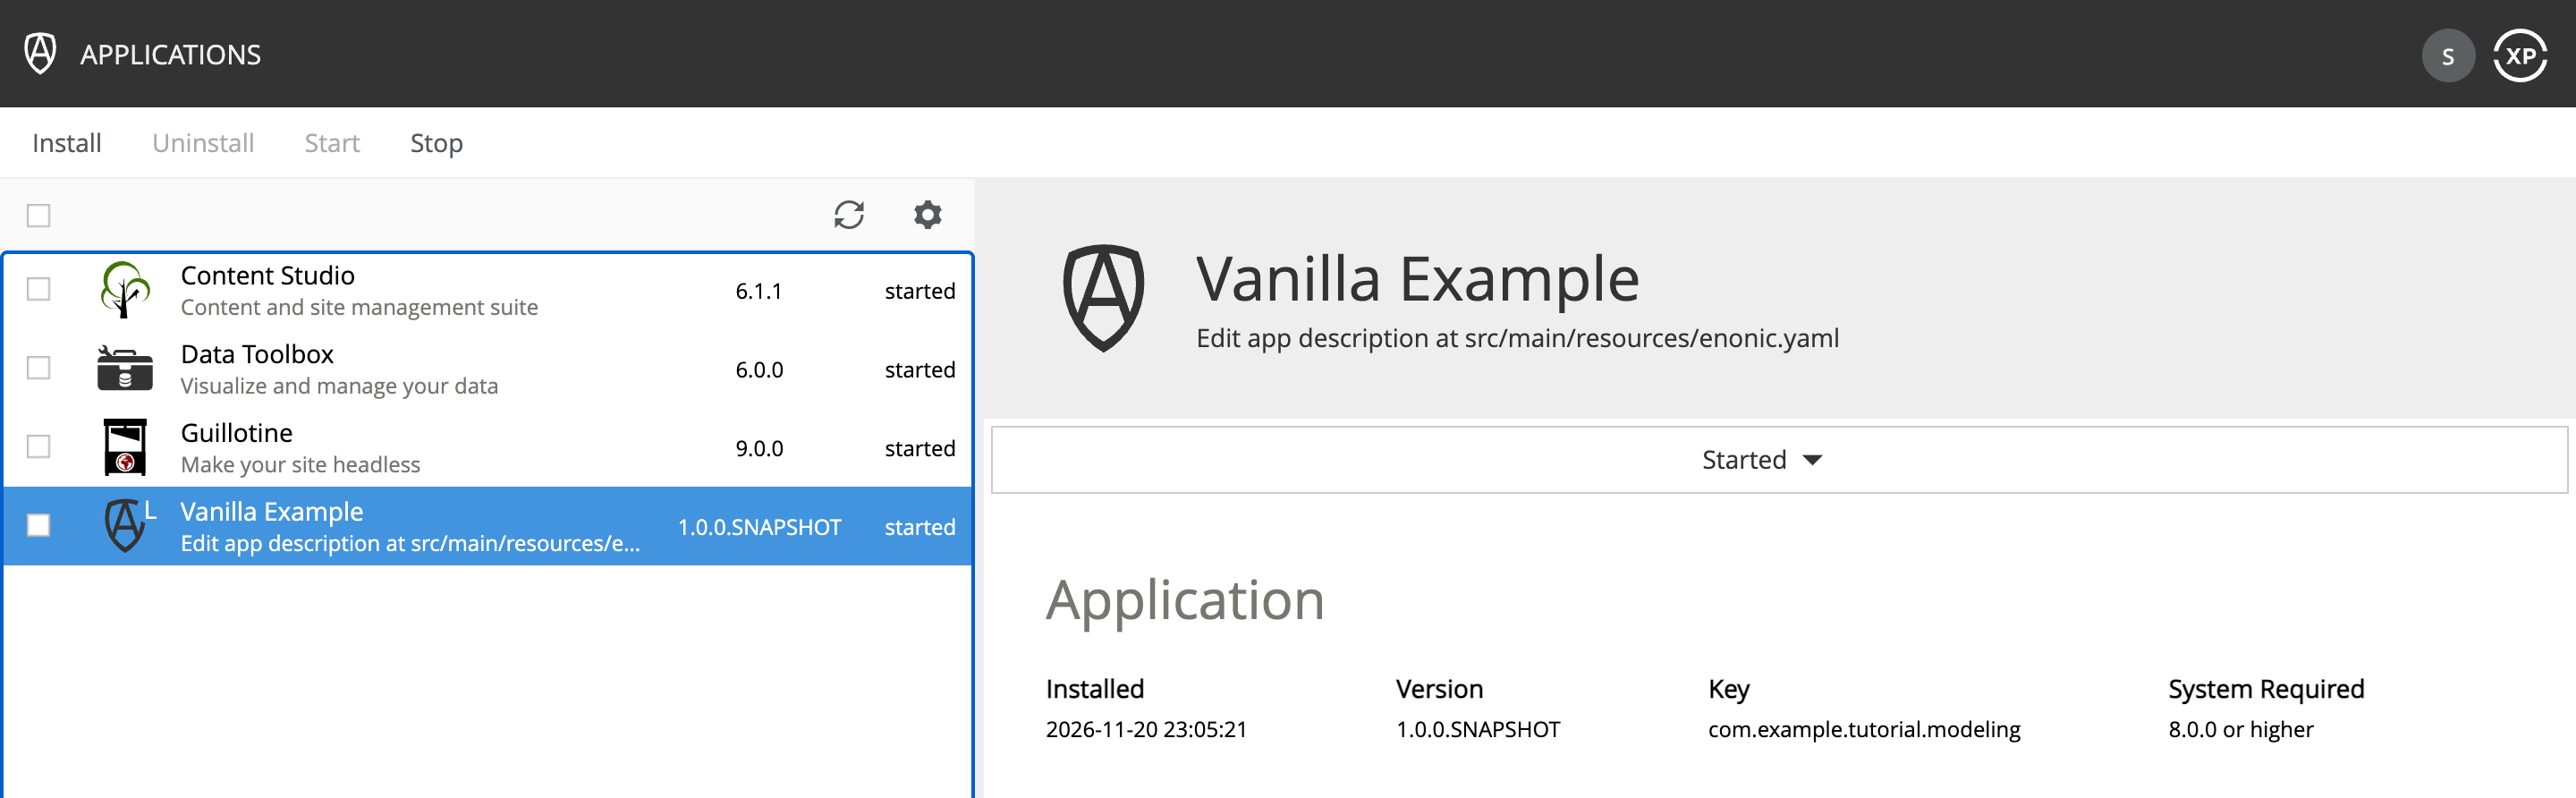 APPLICATIONS
S
XP
Install Uninstall Start Stop
Content Studio
Content and site management suite
6.1.1 started
Data Toolbox
Visualize and manage your data
6.0.0 started
Guillotine
Make your site headless
9.0.0 started
L
Vanilla Example
Edit app description at src/main/resources/e...
1.0.0.SNAPSHOT started
Vanilla Example
Edit app description at src/main/resources/enonic.yaml
Started
Application
Installed Version Key System Required
2026-11-20 23:05:21 1.0.0.SNAPSHOT com.example.tutorial.modeling 8.0.0 or higher